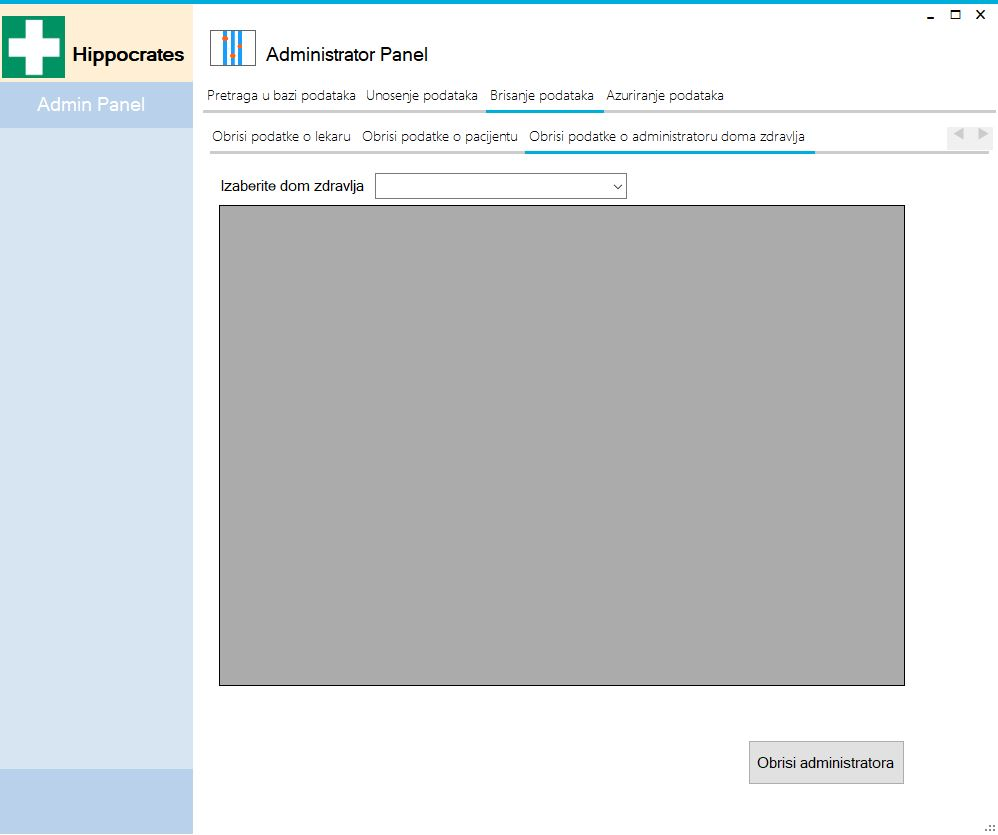 Hippocrates
Administrator Panel
Admin Panel
Pretraga u bazi podataka Unosenje podataka Brisanje podataka Azuriranje podataka
Obrisi podatke o lekaru Obrisi podatke o pacijentu Obrisi podatke o administratoru doma zdravlja
Izaberite dom zdravlja
Obrisi administratora